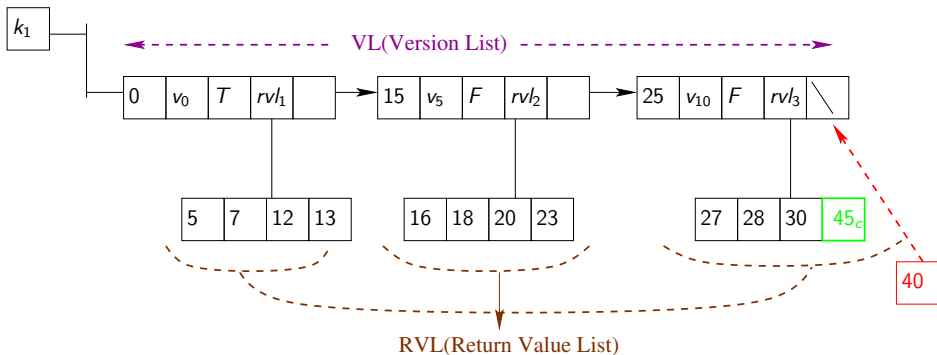 k₁
VL(Version List)
0 v₀ T rvl₁ 15 v₅ F rvl₂ 25 v₁₀ F rvl₃
5 7 12 13 16 18 20 23 27 28 30 45c
40
RVL(Return Value List)